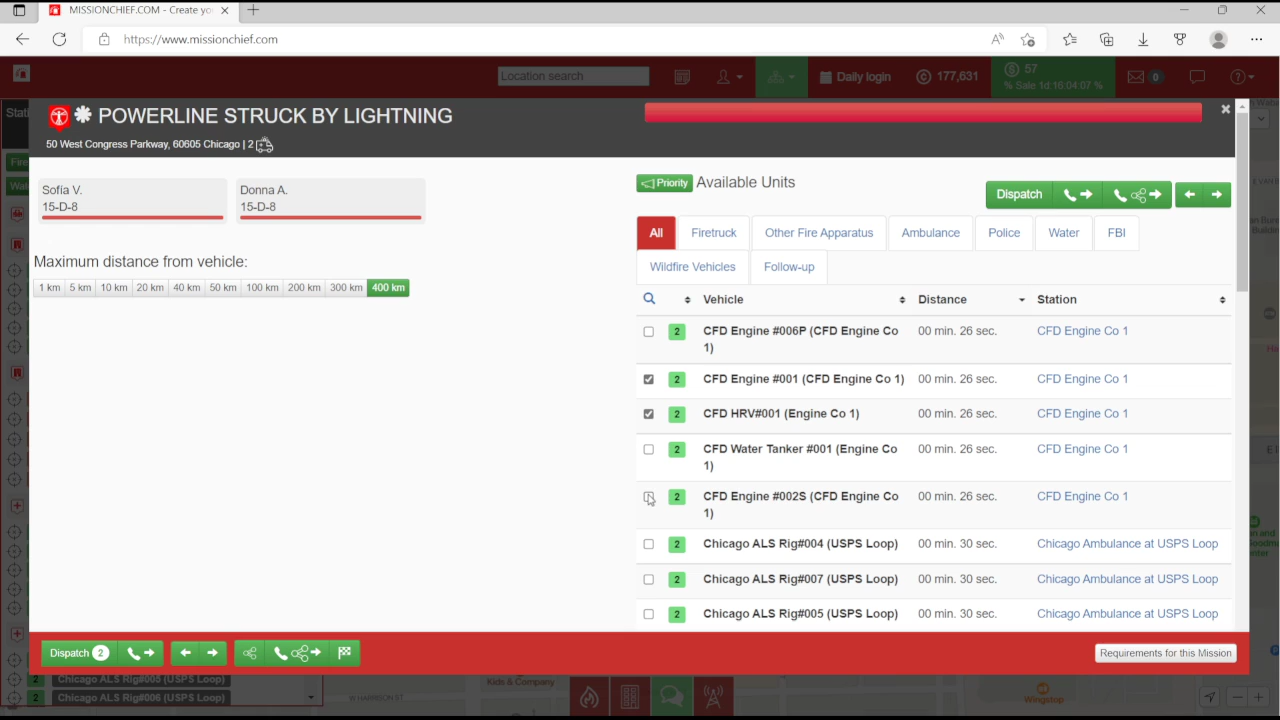 MISSIONCHIEF.COM - Create yo
https://www.missionchief.com
Location search
Daily login
177,631
57
% Sale 1d 16:04:07 %
0
POWERLINE STRUCK BY LIGHTNING
50 West Congress Parkway, 60605 Chicago | 2
Sofía V.
15-D-8
Donna A.
15-D-8
Maximum distance from vehicle:
1 km 5 km 10 km 20 km 40 km 50 km 100 km 200 km 300 km 400 km
Priority Available Units
Dispatch
All Firetruck Other Fire Apparatus Ambulance Police Water FBI
Wildfire Vehicles Follow-up
Vehicle Distance Station
2 CFD Engine #006P (CFD Engine Co 1) 00 min. 26 sec. CFD Engine Co 1
2 CFD Engine #001 (CFD Engine Co 1) 00 min. 26 sec. CFD Engine Co 1
2 CFD HRV#001 (Engine Co 1) 00 min. 26 sec. CFD Engine Co 1
2 CFD Water Tanker #001 (Engine Co 1) 00 min. 26 sec. CFD Engine Co 1
2 CFD Engine #002S (CFD Engine Co 1) 00 min. 26 sec. CFD Engine Co 1
2 Chicago ALS Rig#004 (USPS Loop) 00 min. 30 sec. Chicago Ambulance at USPS Loop
2 Chicago ALS Rig#007 (USPS Loop) 00 min. 30 sec. Chicago Ambulance at USPS Loop
2 Chicago ALS Rig#005 (USPS Loop) 00 min. 30 sec. Chicago Ambulance at USPS Loop
Dispatch 2
Requirements for this Mission
2 Chicago ALS Rig#005 (USPS Loop)
2 Chicago ALS Rig#006 (USPS Loop)
Kids & Company
W HARRISON ST
Wingstop